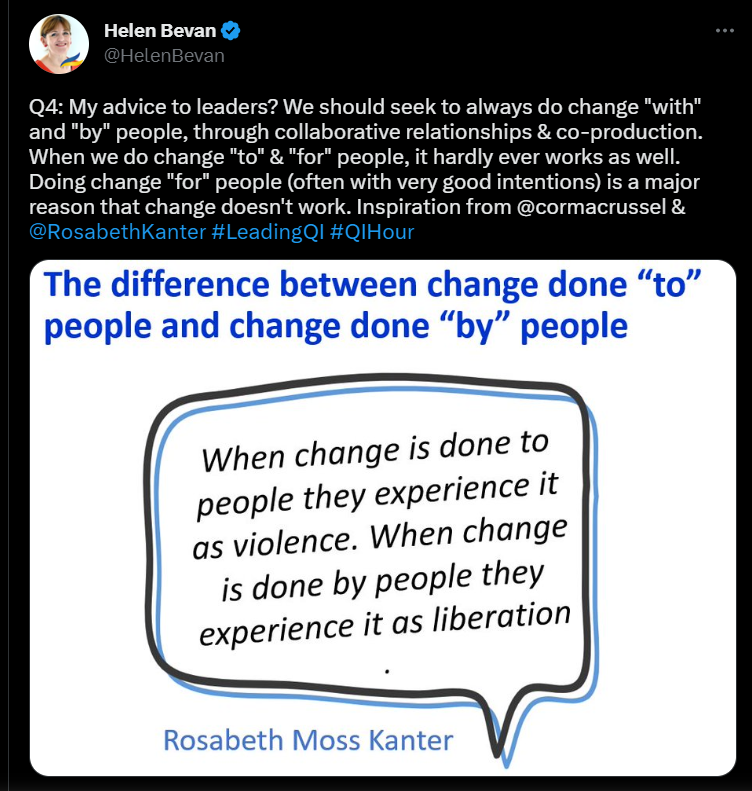 Helen Bevan
@HelenBevan
Q4: My advice to leaders? We should seek to always do change "with"
and "by" people, through collaborative relationships & co-production.
When we do change "to" & "for" people, it hardly ever works as well.
Doing change "for" people (often with very good intentions) is a major
reason that change doesn't work. Inspiration from @cormacrussel &
@RosabethKanter #LeadingQI #QIHour
The difference between change done “to”
people and change done “by” people
When change is done to
people they experience it
as violence. When change
is done by people they
experience it as liberation
.
Rosabeth Moss Kanter